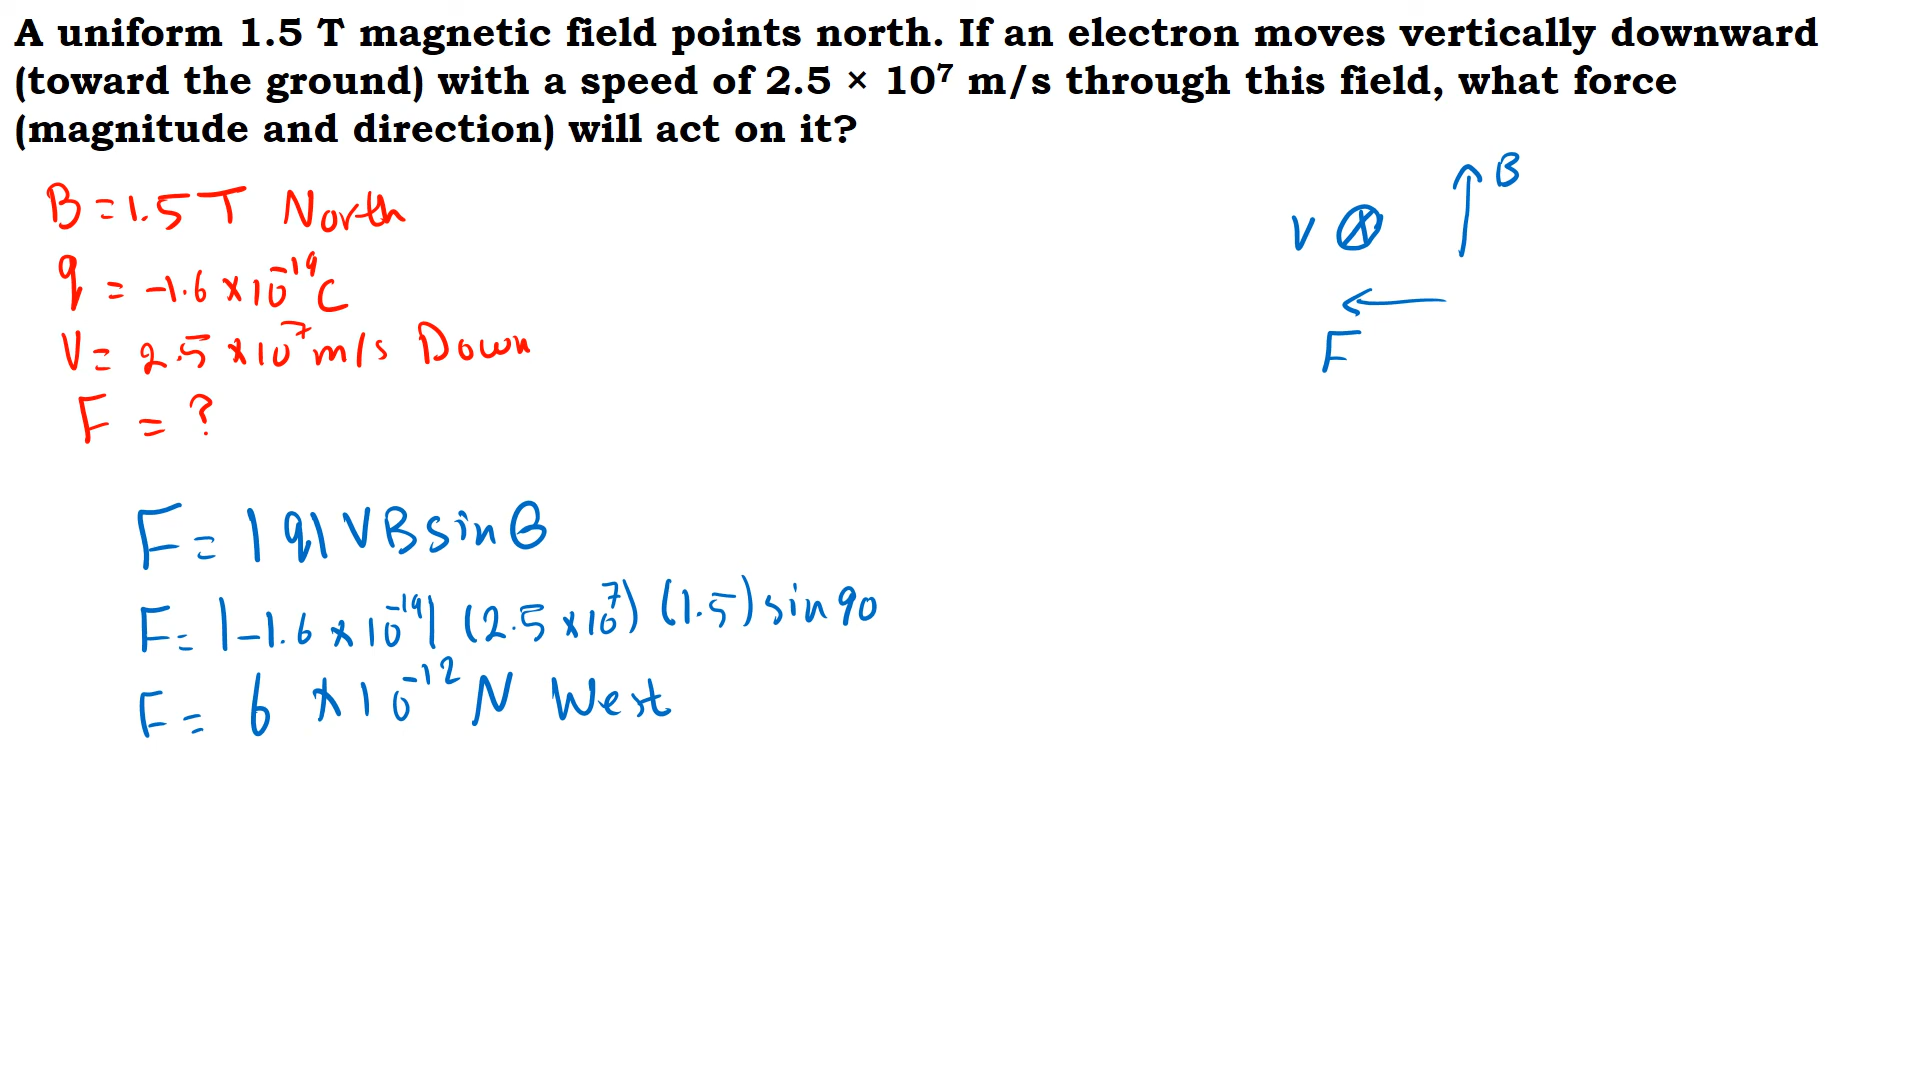 A uniform 1.5 T magnetic field points north. If an electron moves vertically downward
(toward the ground) with a speed of 2.5 × 10⁷ m/s through this field, what force
(magnitude and direction) will act on it?
B = 1.5 T North
q = -1.6 × 10⁻¹⁹ C
V = 2.5 × 10⁷ m/s Down
F = ?
V ⊗ B
F
F = |q| V B sin θ
F = |-1.6 × 10⁻¹⁹| (2.5 × 10⁷) (1.5) sin 90
F = 6 × 10⁻¹² N West